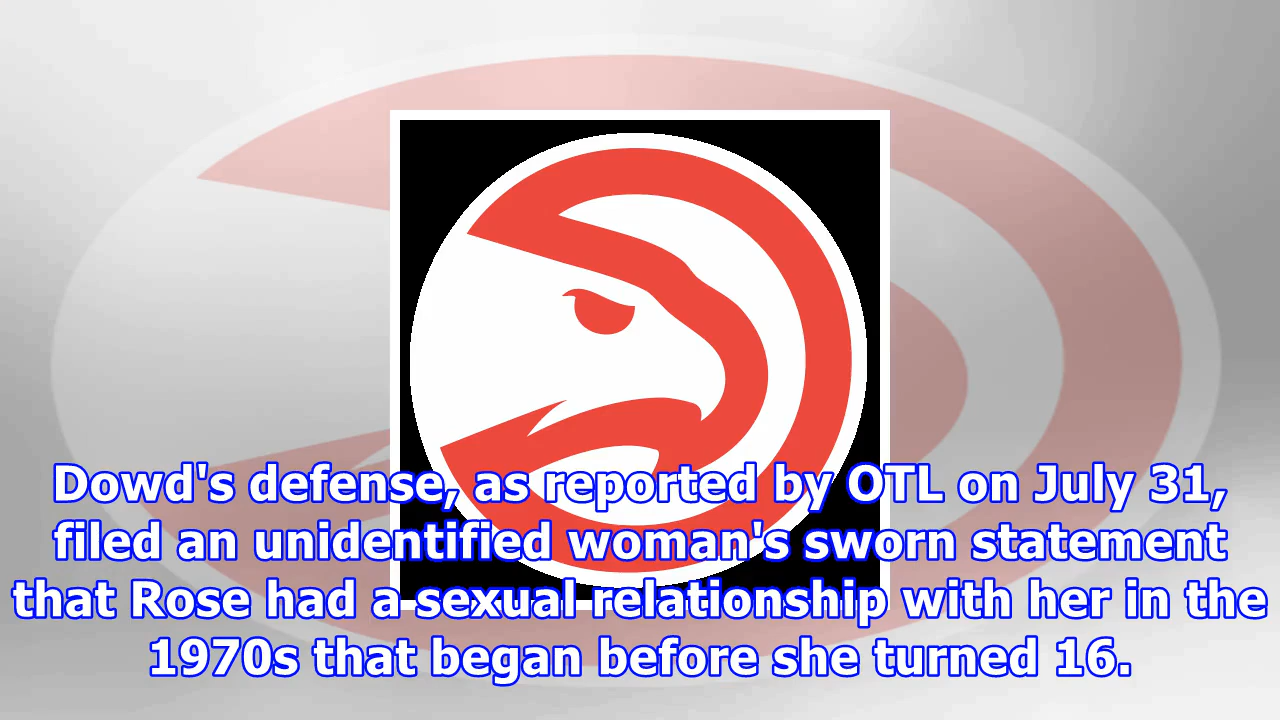 Dowd's defense, as reported by OTL on July 31,
filed an unidentified woman's sworn statement
that Rose had a sexual relationship with her in the
1970s that began before she turned 16.